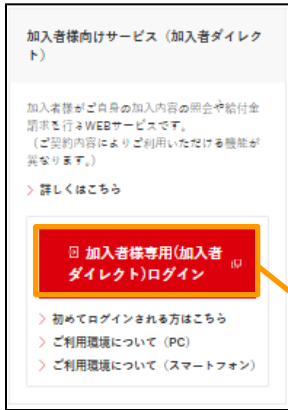 加入者様向けサービス（加入者ダイレク
ト）
加入者様がご自身の加入内容の照会や給付金
請求を行うWEBサービスです。
（ご契約内容によりご利用いただける機能が
異なります。）
詳しくはこちら
加入者様専用(加入者
ダイレクト)ログイン
初めてログインされる方はこちら
ご利用環境について（PC）
ご利用環境について（スマートフォン）